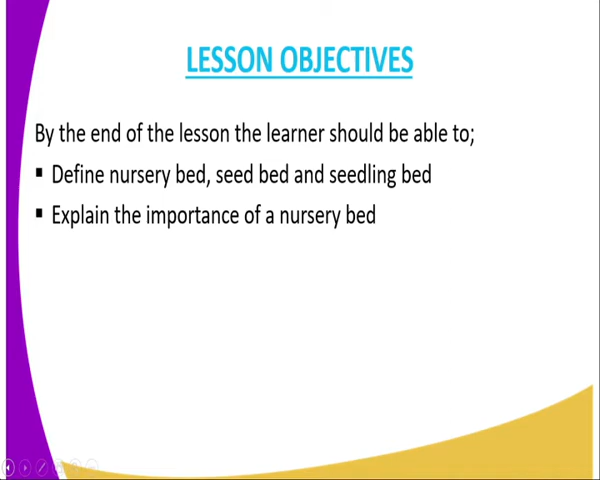 LESSON OBJECTIVES
By the end of the lesson the learner should be able to;
▪ Define nursery bed, seed bed and seedling bed
▪ Explain the importance of a nursery bed